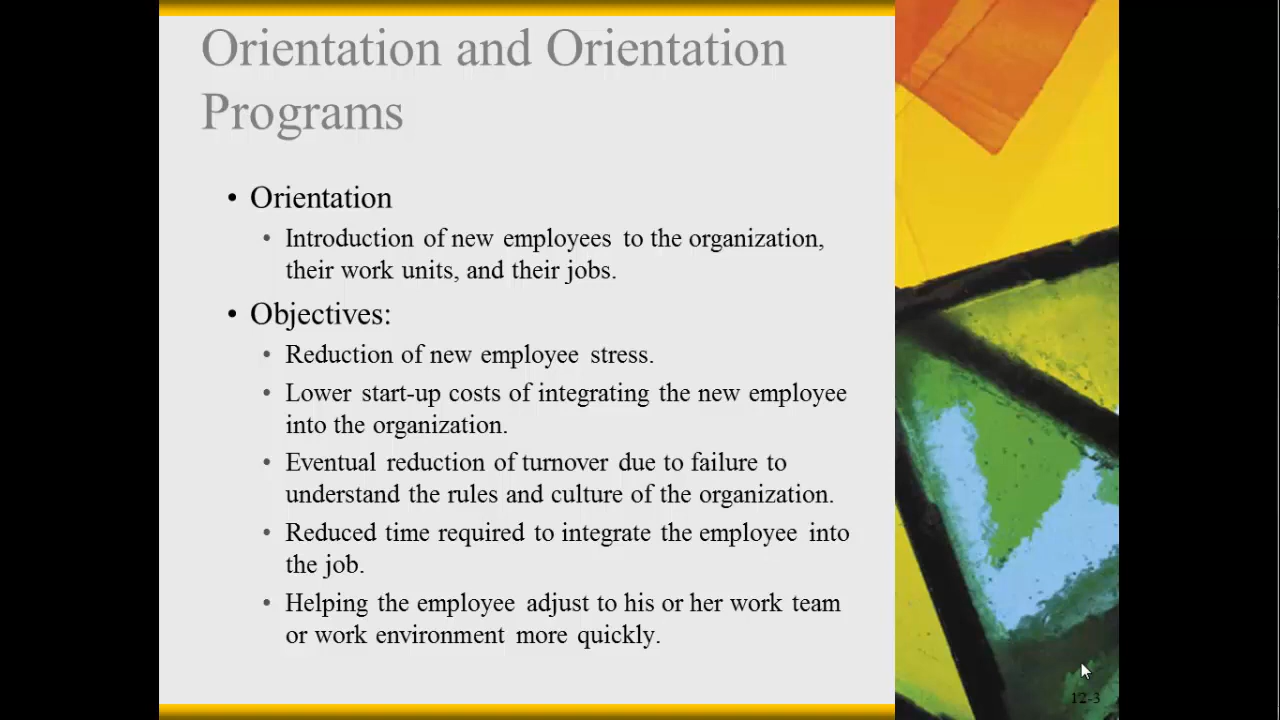 Orientation and Orientation
Programs
• Orientation
• Introduction of new employees to the organization,
their work units, and their jobs.
• Objectives:
• Reduction of new employee stress.
• Lower start-up costs of integrating the new employee
into the organization.
• Eventual reduction of turnover due to failure to
understand the rules and culture of the organization.
• Reduced time required to integrate the employee into
the job.
• Helping the employee adjust to his or her work team
or work environment more quickly.
12-3